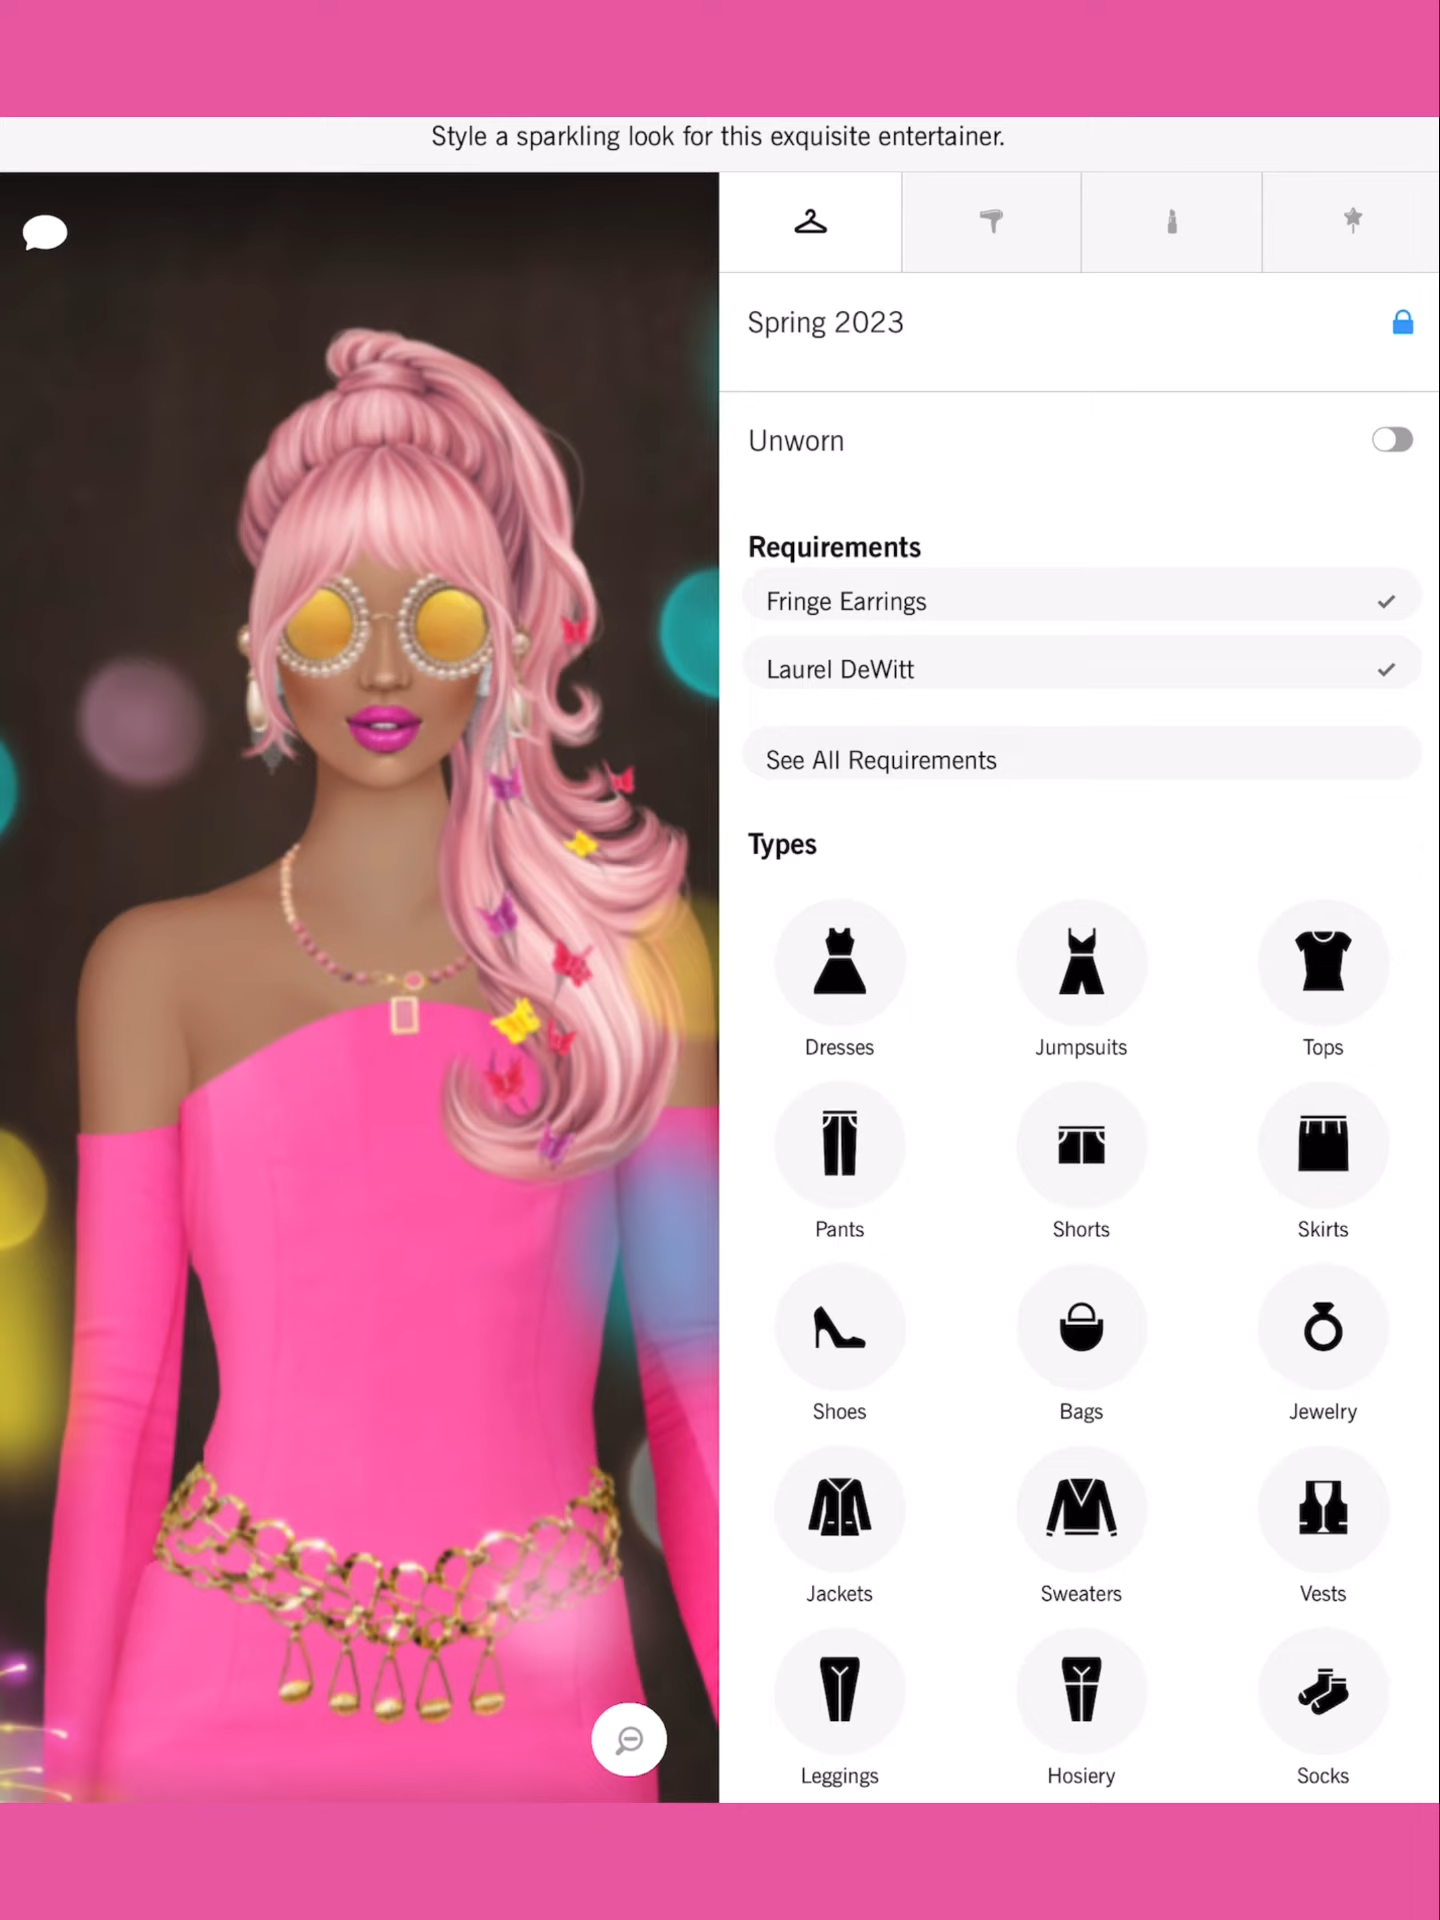 Style a sparkling look for this exquisite entertainer.
Spring 2023
Unworn
Requirements
Fringe Earrings
Laurel DeWitt
See All Requirements
Types
Dresses
Jumpsuits
Tops
Pants
Shorts
Skirts
Shoes
Bags
Jewelry
Jackets
Sweaters
Vests
Leggings
Hosiery
Socks